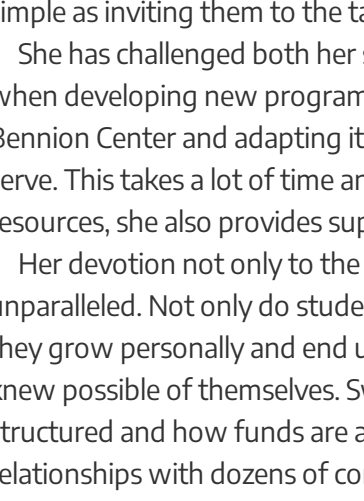 imple as inviting them to the ta
She has challenged both her s
when developing new program
Bennion Center and adapting it
erve. This takes a lot of time an
esources, she also provides sup
Her devotion not only to the
unparalleled. Not only do stude
hey grow personally and end u
knew possible of themselves. Sw
tructured and how funds are a
elationships with dozens of co